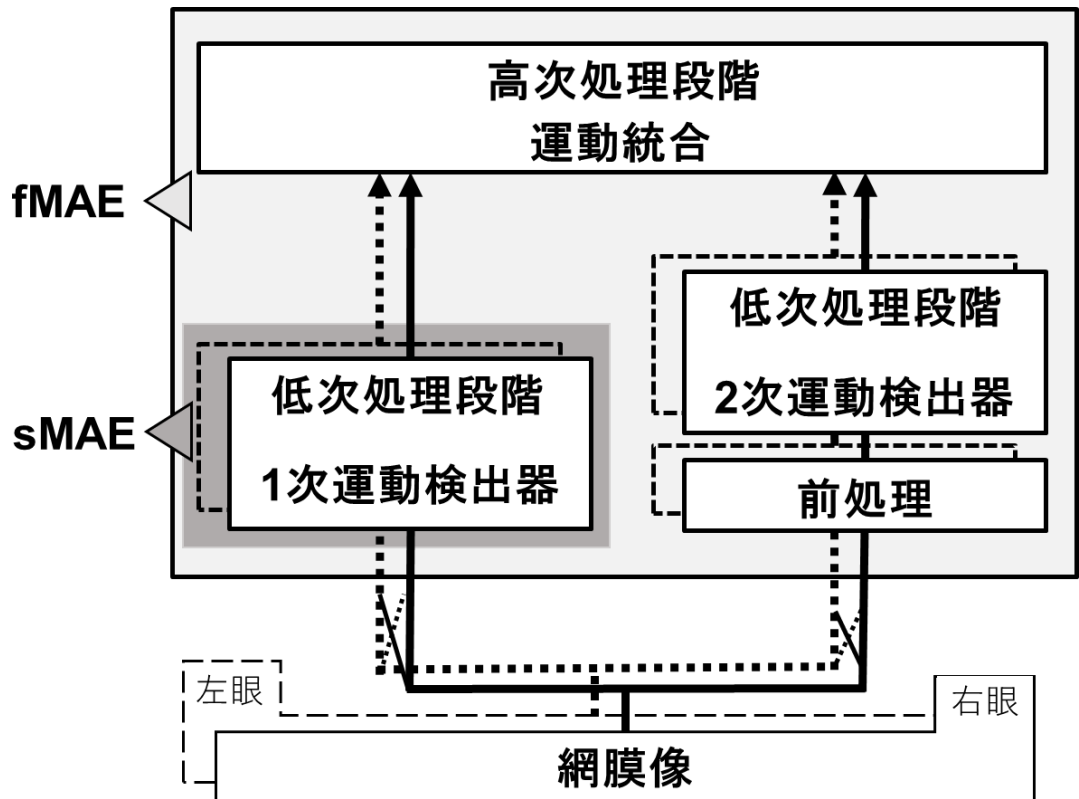 高次処理段階
運動統合
fMAE
低次処理段階
2次運動検出器
sMAE
低次処理段階
1次運動検出器
前処理
左眼
右眼
網膜像